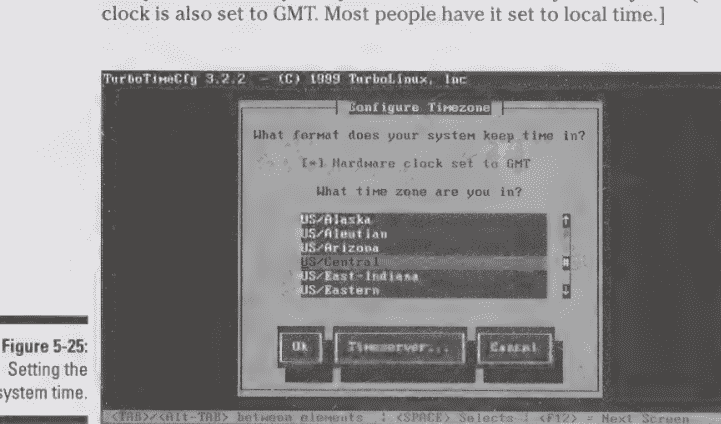 clock is also set to GMT. Most people have it set to local time.]
TurboTimeCfg 3.2.2 - (C) 1999 TurboLinux, Inc
Configure Timezone
What format does your system keep time in?
[*] Hardware clock set to GMT
What time zone are you in?
US/Alaska
US/Aleutian
US/Arizona
US/Central
US/East-Indiana
US/Eastern
Ok Timeserver... Cancel
Figure 5-25:
Setting the
system time.
<TAB>/<Alt-TAB> between elements | <SPACE> Selects | <F12> = Next Screen